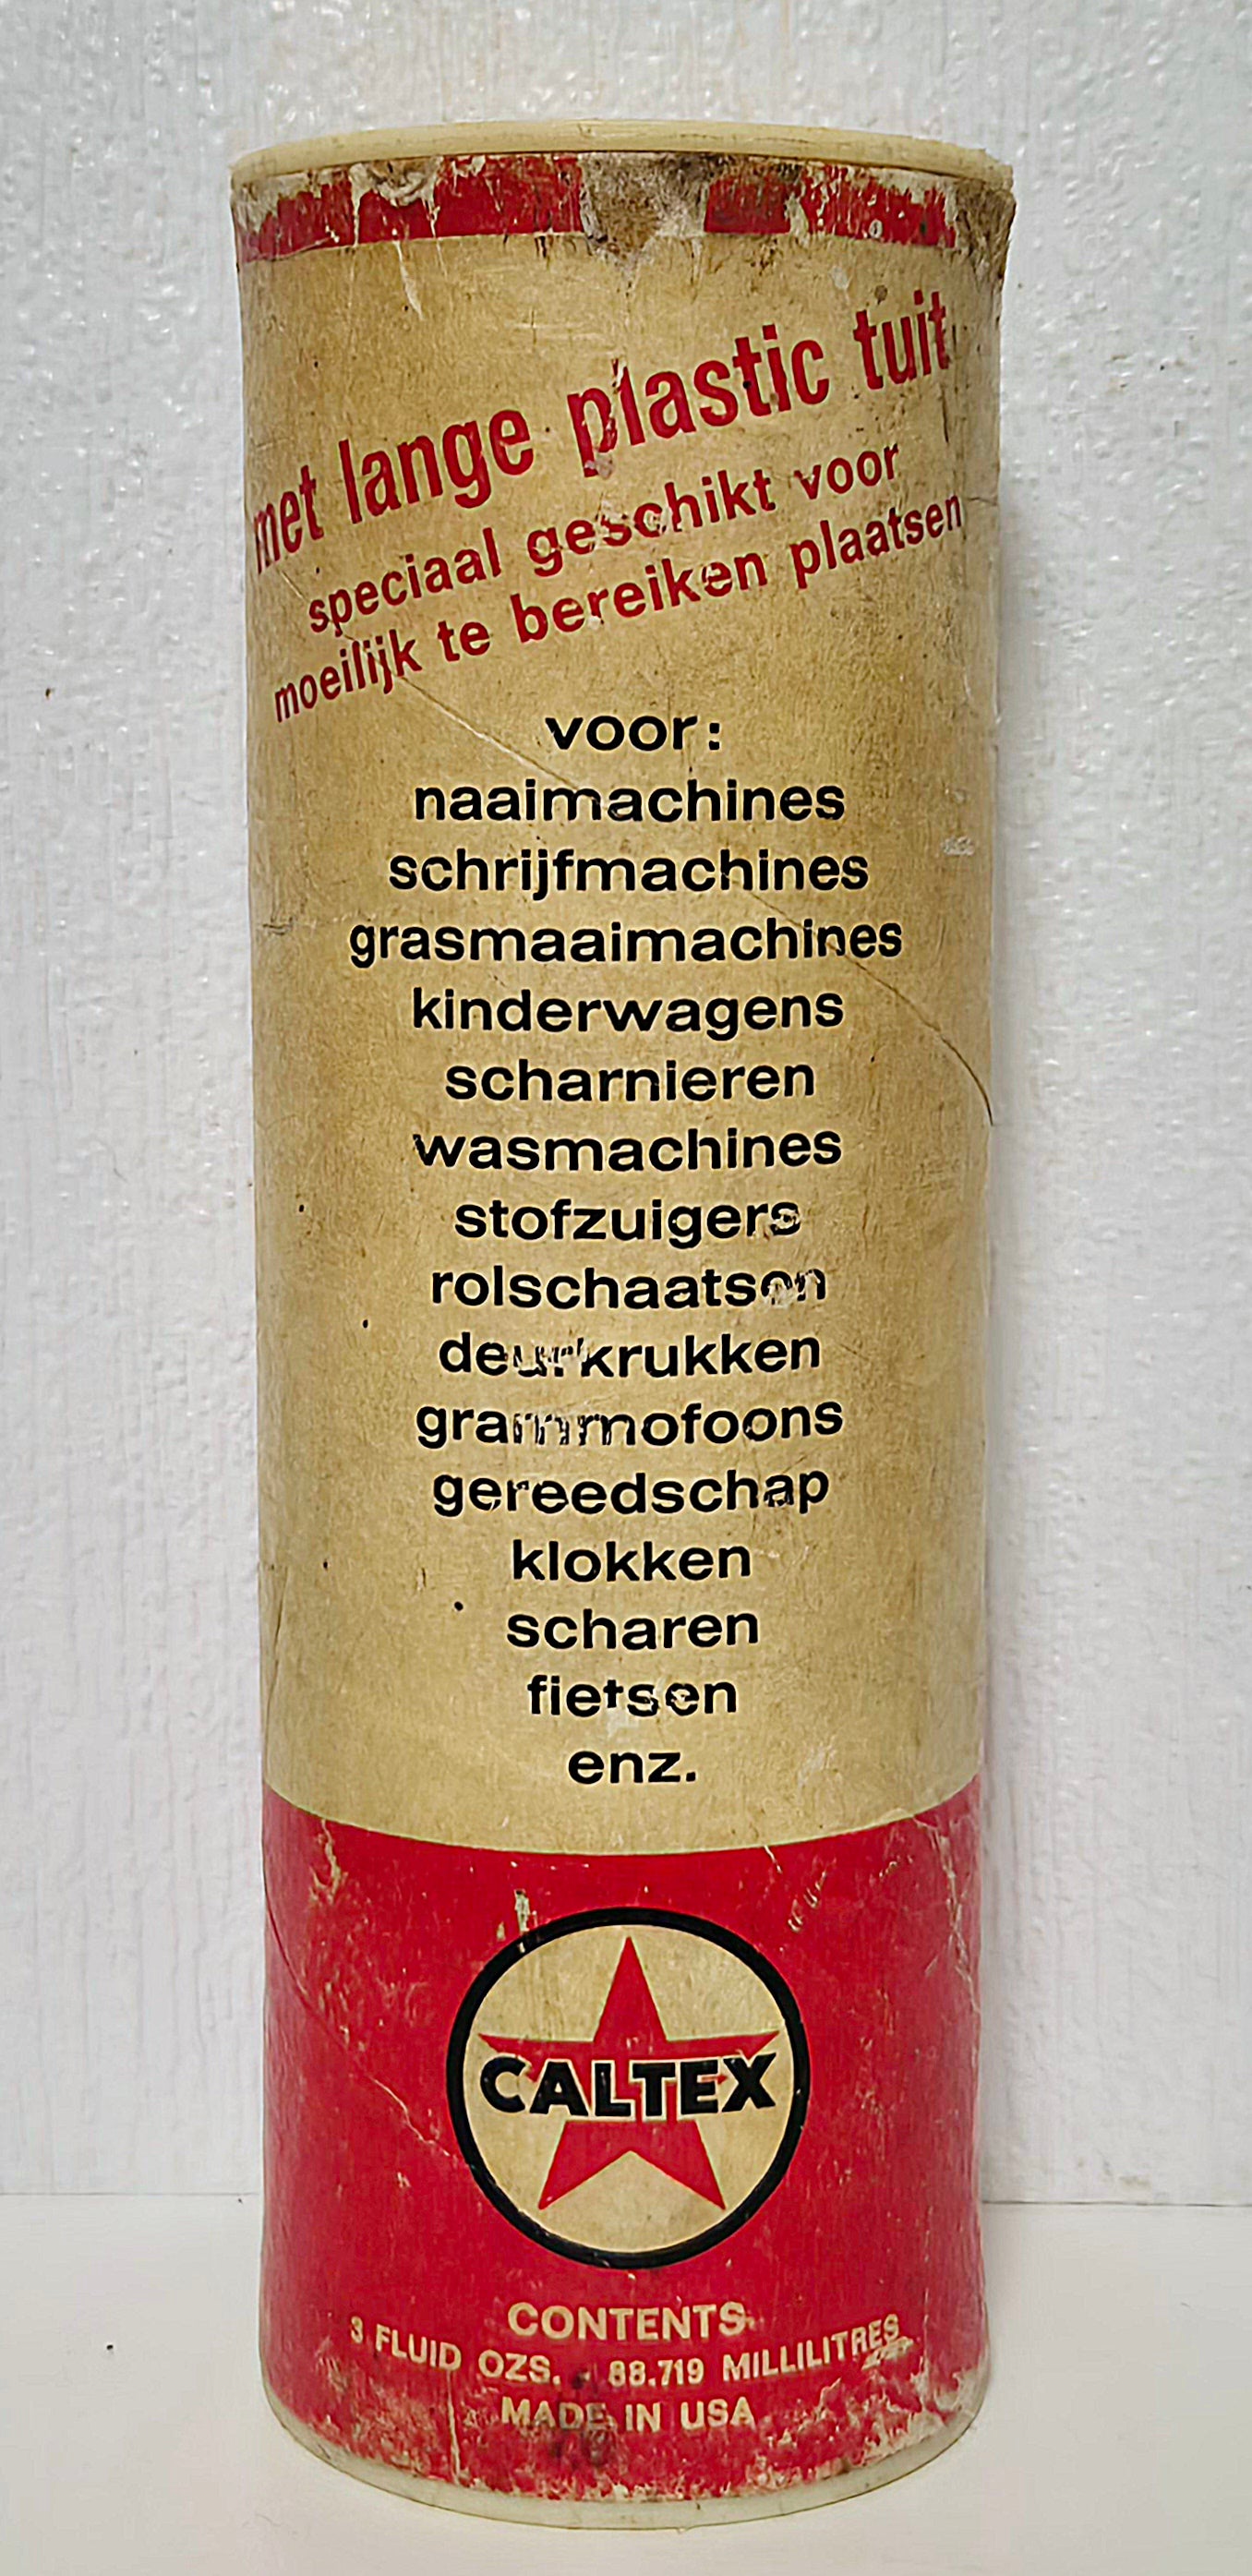 met lange plastic tuit
speciaal geschikt voor
moeilijk te bereiken plaatsen
voor:
naaimachines
schrijfmachines
grasmaaimachines
kinderwagens
scharnieren
wasmachines
stofzuigers
rolschaatsen
deurkrukken
grammofoons
gereedschap
klokken
scharen
fietsen
enz.
CALTEX
CONTENTS
3 FLUID OZS. 88.719 MILLILITRES
MADE IN USA